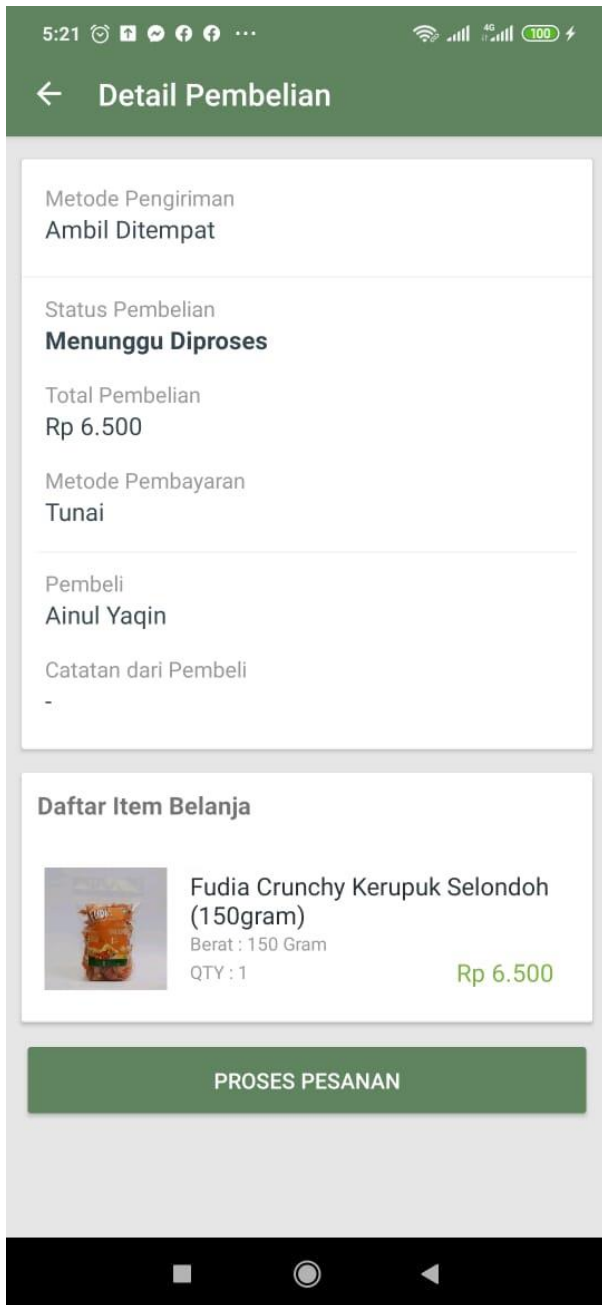 5:21
4G
100
Detail Pembelian
Metode Pengiriman
Ambil Ditempat
Status Pembelian
Menunggu Diproses
Total Pembelian
Rp 6.500
Metode Pembayaran
Tunai
Pembeli
Ainul Yaqin
Catatan dari Pembeli
-
Daftar Item Belanja
Fudia Crunchy Kerupuk Selondoh
(150gram)
Berat : 150 Gram
QTY : 1
Rp 6.500
PROSES PESANAN